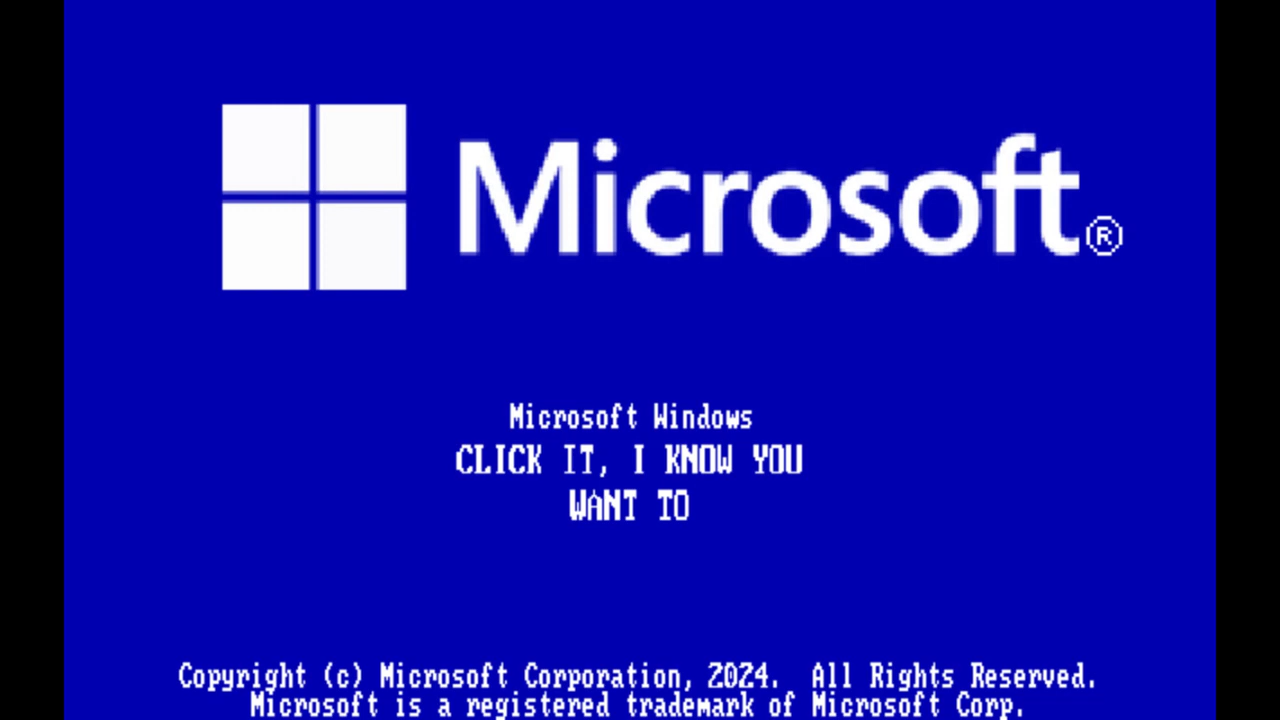 Microsoft®
Microsoft Windows
CLICK IT, I KNOW YOU
WANT TO
Copyright (c) Microsoft Corporation, 2024. All Rights Reserved.
Microsoft is a registered trademark of Microsoft Corp.